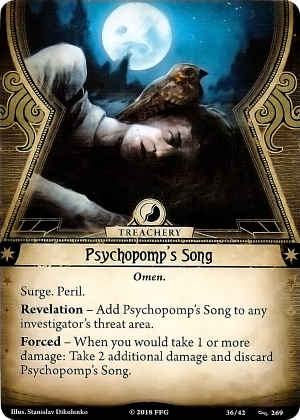 TREACHERY
Psychopomp's Song
Omen.
Surge. Peril.
Revelation – Add Psychopomp's Song to any
investigator's threat area.
Forced – When you would take 1 or more
damage: Take 2 additional damage and discard
Psychopomp's Song.
Illus. Stanislav Dikolenko
© 2018 FFG
36/42
269